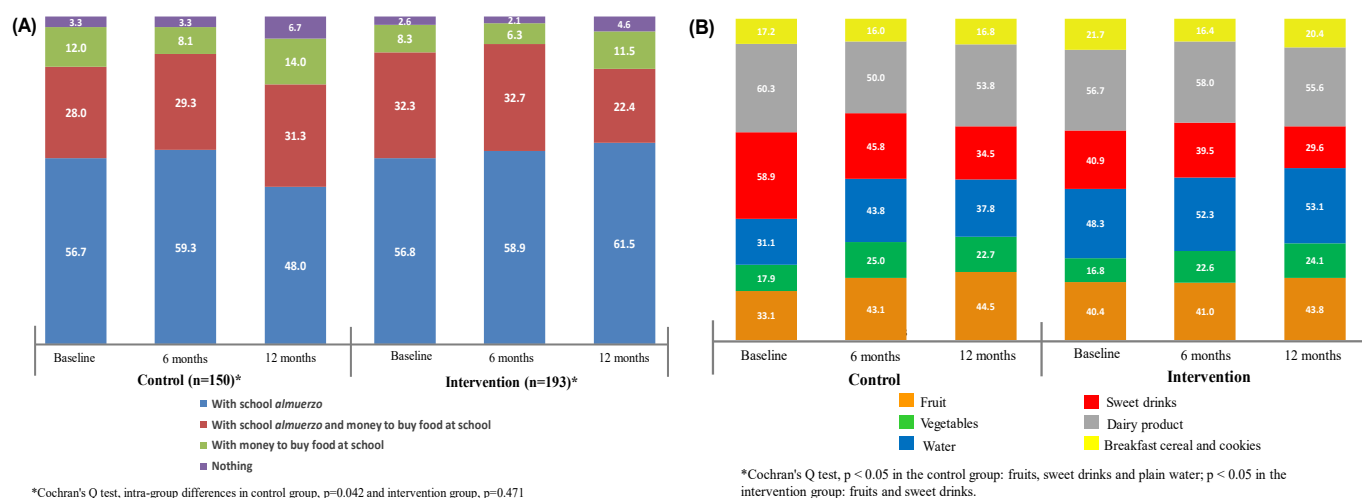 (A)
3.3 3.3 6.7 2.6 2.1 4.6
12.0 8.1 14.0 8.3 6.3 11.5
28.0 29.3 31.3 32.3 32.7 22.4
56.7 59.3 48.0 56.8 58.9 61.5
Baseline 6 months 12 months Baseline 6 months 12 months
Control (n=150)* Intervention (n=193)*
With school almuerzo
With school almuerzo and money to buy food at school
With money to buy food at school
Nothing
*Cochran's Q test, intra-group differences in control group, p=0.042 and intervention group, p=0.471
(B)
17.2 16.0 16.8 21.7 16.4 20.4
60.3 50.0 53.8 56.7 58.0 55.6
58.9 45.8 34.5 40.9 39.5 29.6
31.1 43.8 37.8 48.3 52.3 53.1
17.9 25.0 22.7 16.8 22.6 24.1
33.1 43.1 44.5 40.4 41.0 43.8
Baseline 6 months 12 months Baseline 6 months 12 months
Control Intervention
Fruit Sweet drinks
Vegetables Dairy product
Water Breakfast cereal and cookies
*Cochran's Q test, p < 0.05 in the control group: fruits, sweet drinks and plain water; p < 0.05 in the
intervention group: fruits and sweet drinks.